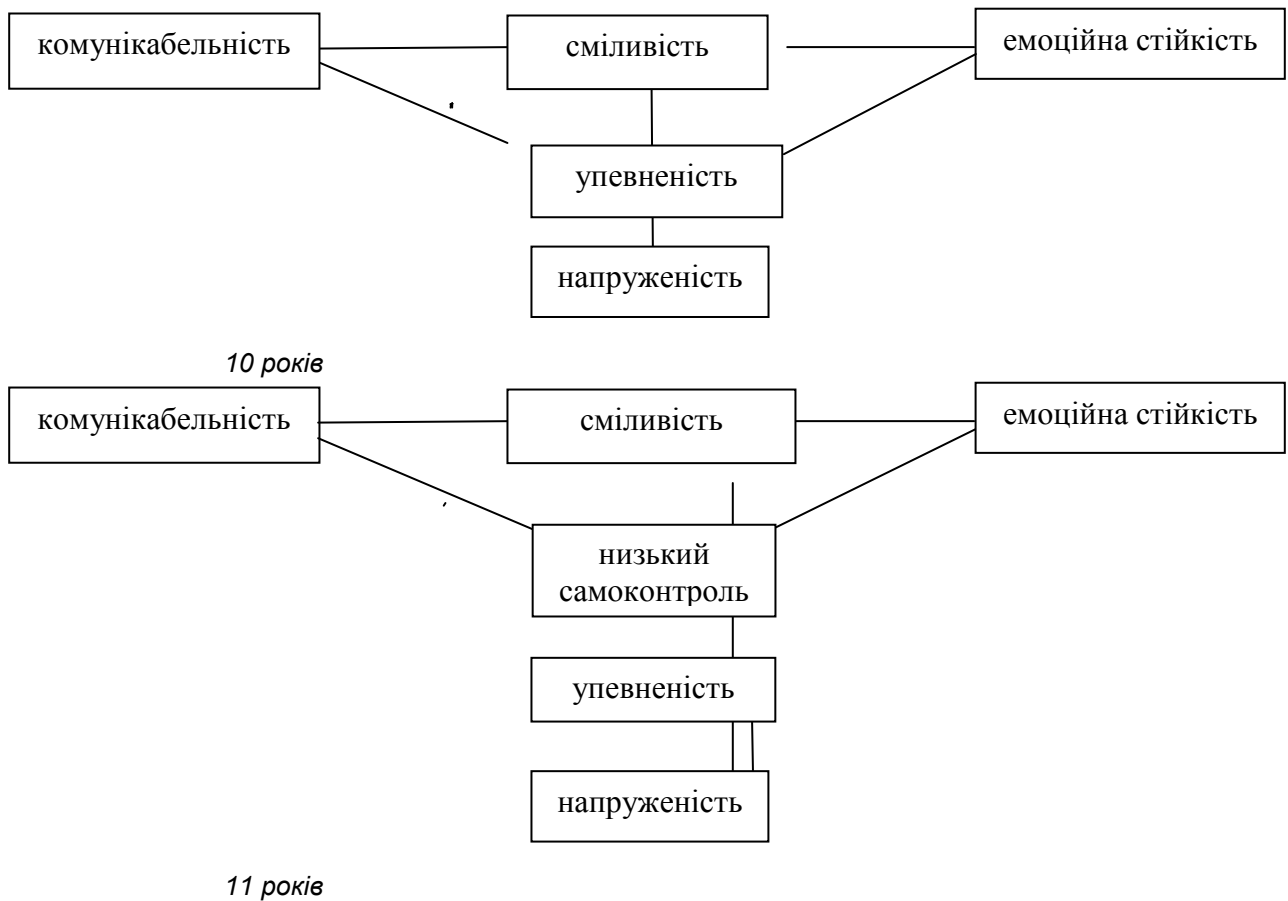 комунікабельність
сміливість
емоційна стійкість
упевненість
напруженість
10 років
комунікабельність
сміливість
емоційна стійкість
низький
самоконтроль
упевненість
напруженість
11 років